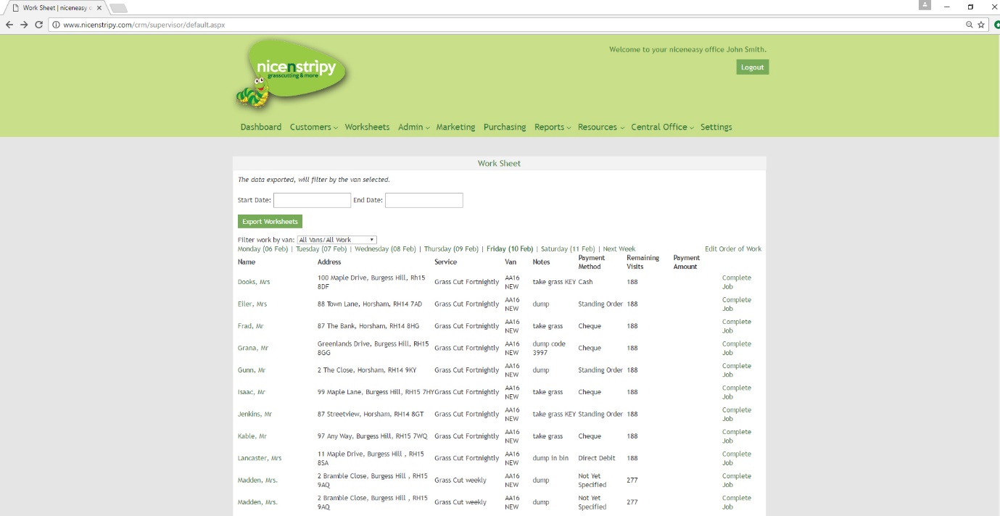 Work Sheet | niceneasy c
www.nicenstripy.com/crm/supervisor/default.aspx
nicenstripy
grasscutting & more
Welcome to your niceneasy office John Smith.
Logout
Dashboard Customers Worksheets Admin Marketing Purchasing Reports Resources Central Office Settings
Work Sheet
The data exported, will filter by the van selected.
Start Date: End Date:
Export Worksheets
Filter work by van: All Vans/All Work
Monday (06 Feb) | Tuesday (07 Feb) | Wednesday (08 Feb) | Thursday (09 Feb) | Friday (10 Feb) | Saturday (11 Feb) | Next Week Edit Order of Work
Name Address Service Van Notes Payment Method Remaining Visits Payment Amount
Dooks, Mrs 100 Maple Drive, Burgess Hill, Rh15 8DF Grass Cut Fortnightly AA16 NEW take grass KEY Cash 188 Complete Job
Eller, Mrs 88 Town Lane, Horsham, RH14 7AD Grass Cut Fortnightly AA16 NEW dump Standing Order 188 Complete Job
Frad, Mr 87 The Bank, Horsham, RH14 8HG Grass Cut Fortnightly AA16 NEW take grass Cheque 188 Complete Job
Grana, Mr Greenlands Drive, Burgess Hill, RH15 8GG Grass Cut Fortnightly AA16 NEW dump code 3997 Cheque 188 Complete Job
Gunn, Mr 2 The Close, Horsham, RH14 9KY Grass Cut Fortnightly AA16 NEW dump Standing Order 188 Complete Job
Isaac, Mr 99 Maple Lane, Burgess Hill, RH15 7HY Grass Cut Fortnightly AA16 NEW take grass Cheque 188 Complete Job
Jenkins, Mr 87 Streetview, Horsham, RH14 8GT Grass Cut Fortnightly AA16 NEW take grass KEY Standing Order 188 Complete Job
Kable, Mr 97 Any Way, Burgess Hill, RH15 7WQ Grass Cut Fortnightly AA16 NEW take grass Cheque 188 Complete Job
Lancaster, Mrs 11 Maple Drive, Burgess Hill , RH15 8SA Grass Cut Fortnightly AA16 NEW dump in bin Direct Debit 188 Complete Job
Madden, Mrs. 2 Bramble Close, Burgess Hill , RH15 9AQ Grass Cut weekly AA16 NEW dump Not Yet Specified 277 Complete Job
Madden, Mrs. 2 Bramble Close, Burgess Hill , RH15 9AQ Grass Cut weekly AA16 NEW dump Not Yet Specified 277 Complete Job